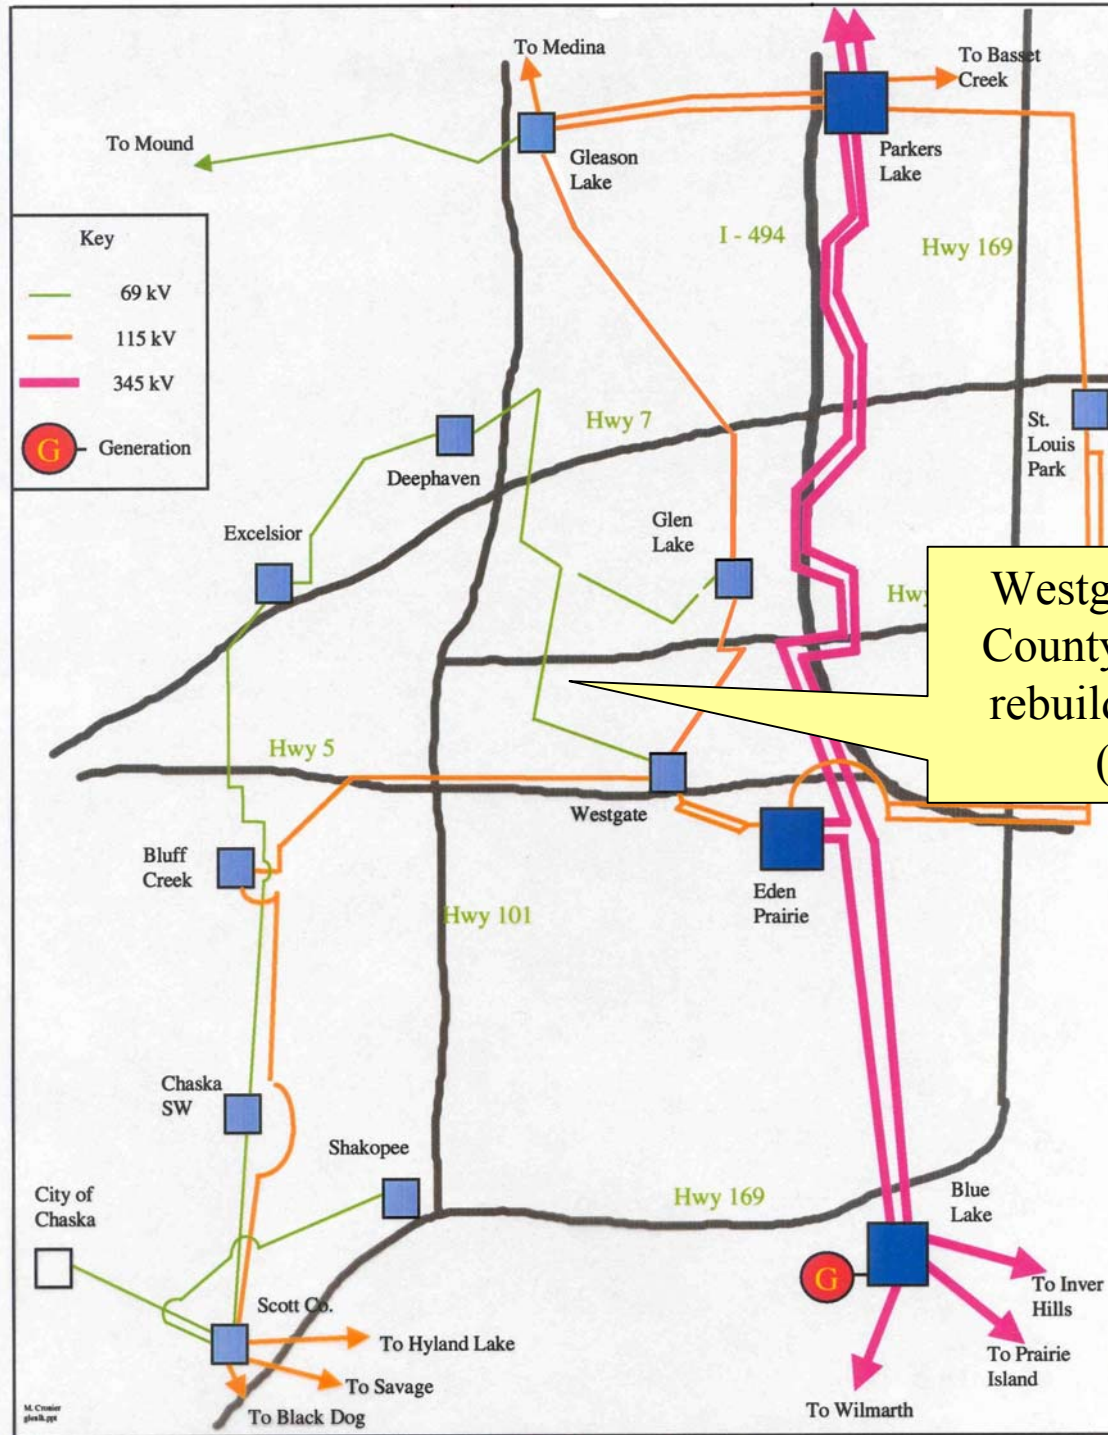 To Medina
To Basset
Creek
To Mound
Gleason
Lake
Parkers
Lake
Key
69 kV
115 kV
345 kV
G
Generation
I - 494
Hwy 169
Hwy 7
St.
Louis
Park
Deephaven
Excelsior
Glen
Lake
Hwy
Westg
County
rebuild
(
Hwy 5
Westgate
Bluff
Creek
Eden
Prairie
Hwy 101
Chaska
SW
Shakopee
City of
Chaska
Hwy 169
Blue
Lake
G
To Inver
Hills
Scott Co.
To Hyland Lake
To Prairie
Island
To Savage
To Wilmarth
To Black Dog